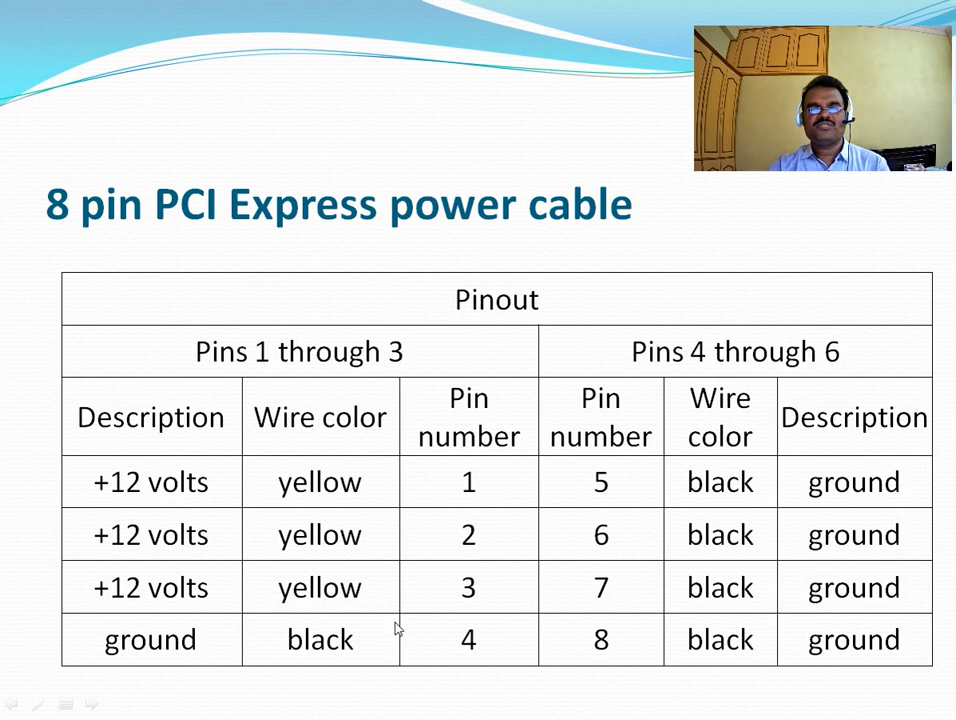 8 pin PCI Express power cable
Pinout
Pins 1 through 3 Pins 4 through 6
Description Wire color Pin number Pin number Wire color Description
+12 volts yellow 1 5 black ground
+12 volts yellow 2 6 black ground
+12 volts yellow 3 7 black ground
ground black 4 8 black ground